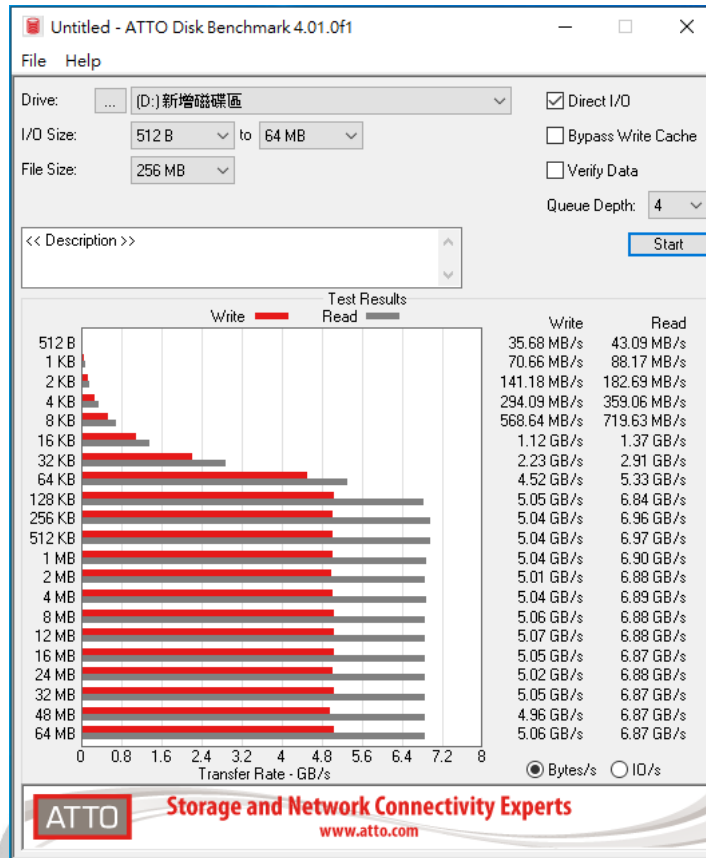 Untitled - ATTO Disk Benchmark 4.01.0f1
File Help
Drive: ... (D:)新增磁碟區 Direct I/O
I/O Size: 512 B to 64 MB Bypass Write Cache
File Size: 256 MB Verify Data
Queue Depth: 4
<< Description >> Start
Test Results
Write Read Write Read
512 B 35.68 MB/s 43.09 MB/s
1 KB 70.66 MB/s 88.17 MB/s
2 KB 141.18 MB/s 182.69 MB/s
4 KB 294.09 MB/s 359.06 MB/s
8 KB 568.64 MB/s 719.63 MB/s
16 KB 1.12 GB/s 1.37 GB/s
32 KB 2.23 GB/s 2.91 GB/s
64 KB 4.52 GB/s 5.33 GB/s
128 KB 5.05 GB/s 6.84 GB/s
256 KB 5.04 GB/s 6.96 GB/s
512 KB 5.04 GB/s 6.97 GB/s
1 MB 5.04 GB/s 6.90 GB/s
2 MB 5.01 GB/s 6.88 GB/s
4 MB 5.04 GB/s 6.89 GB/s
8 MB 5.06 GB/s 6.88 GB/s
12 MB 5.07 GB/s 6.88 GB/s
16 MB 5.05 GB/s 6.87 GB/s
24 MB 5.02 GB/s 6.88 GB/s
32 MB 5.05 GB/s 6.87 GB/s
48 MB 4.96 GB/s 6.87 GB/s
64 MB 5.06 GB/s 6.87 GB/s
0 0.8 1.6 2.4 3.2 4 4.8 5.6 6.4 7.2 8
Transfer Rate - GB/s Bytes/s IO/s
ATTO Storage and Network Connectivity Experts
www.atto.com